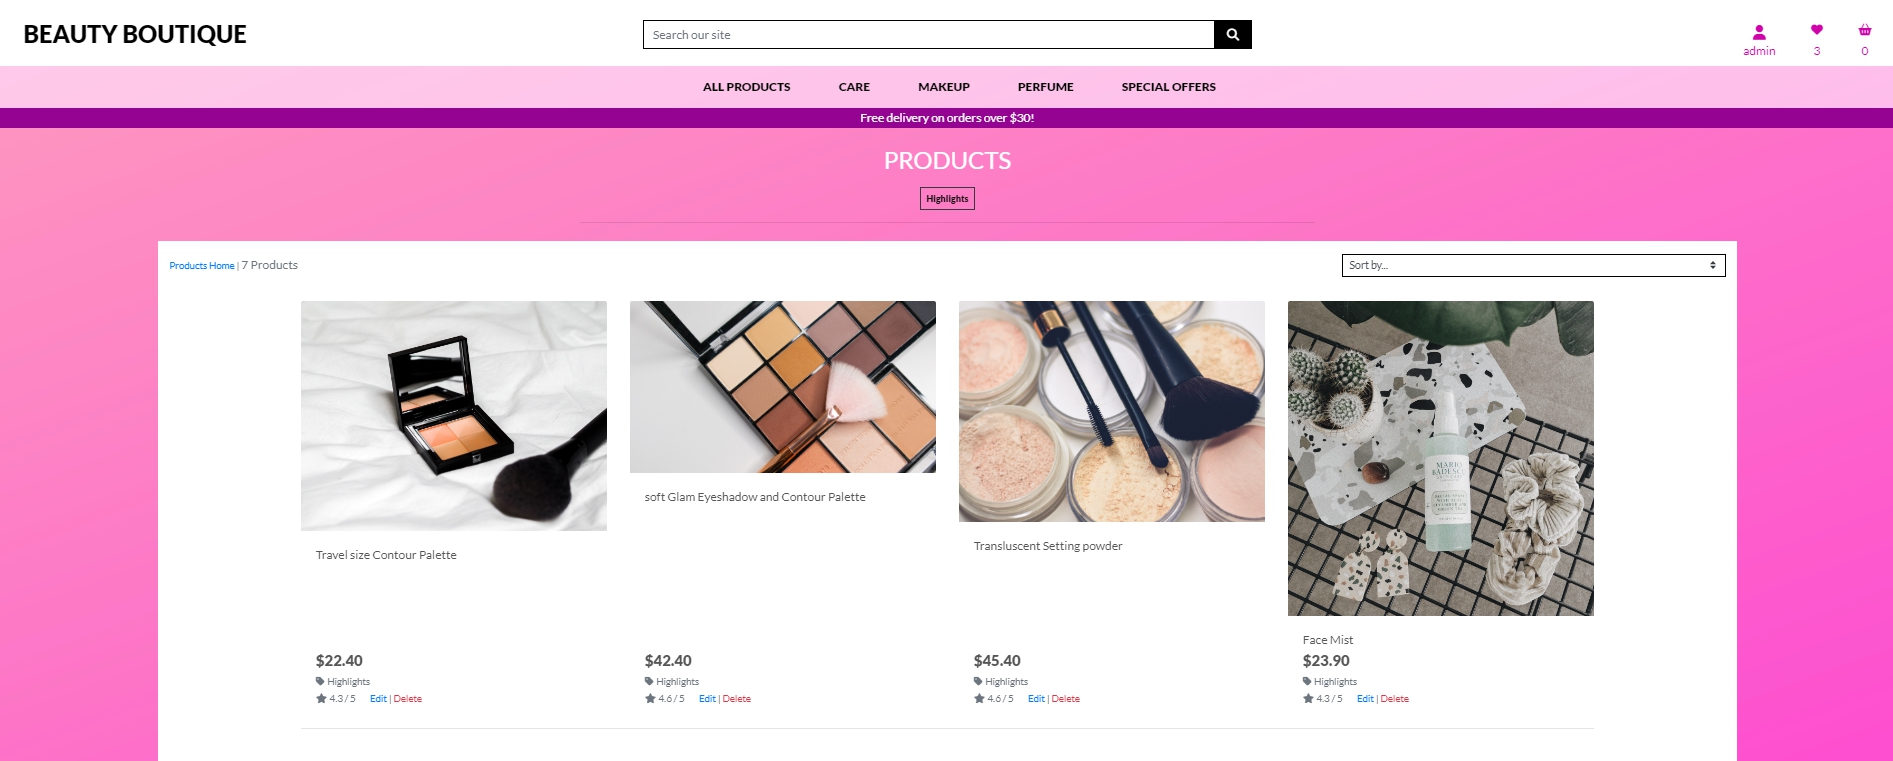 BEAUTY BOUTIQUE
Search our site
admin
3
0
ALL PRODUCTS
CARE
MAKEUP
PERFUME
SPECIAL OFFERS
Free delivery on orders over $30!
PRODUCTS
Highlights
Products Home | 7 Products
Sort by...
MARIO
BADESCU
Travel size Contour Palette
$22.40
Highlights
4.3 / 5 Edit | Delete
soft Glam Eyeshadow and Contour Palette
$42.40
Highlights
4.6 / 5 Edit | Delete
Transluscent Setting powder
$45.40
Highlights
4.6 / 5 Edit | Delete
Face Mist
$23.90
Highlights
4.3 / 5 Edit | Delete